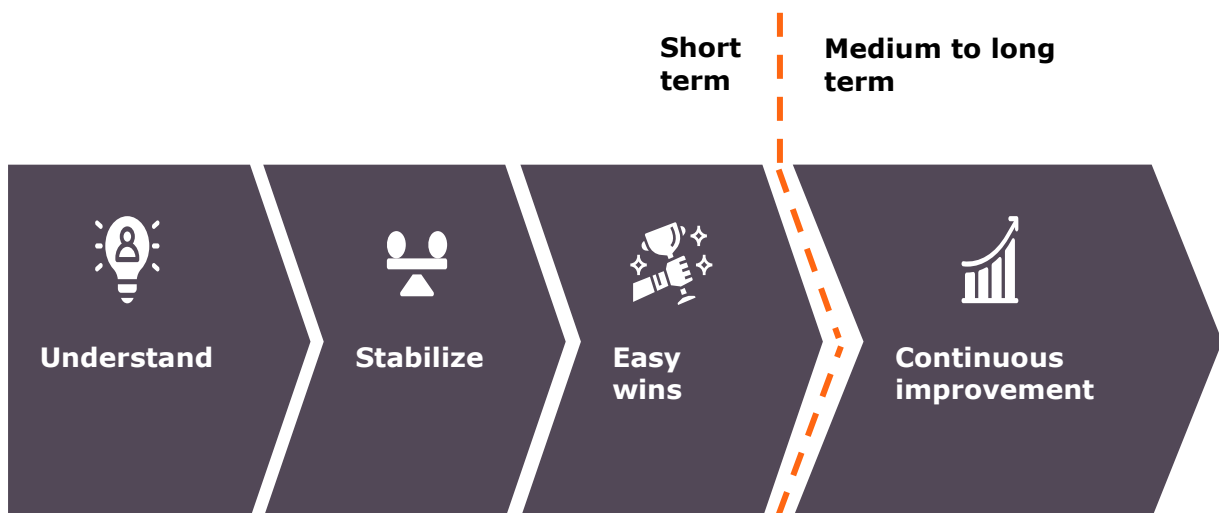 Short
term
Medium to long
term
Understand
Stabilize
Easy
wins
Continuous
improvement